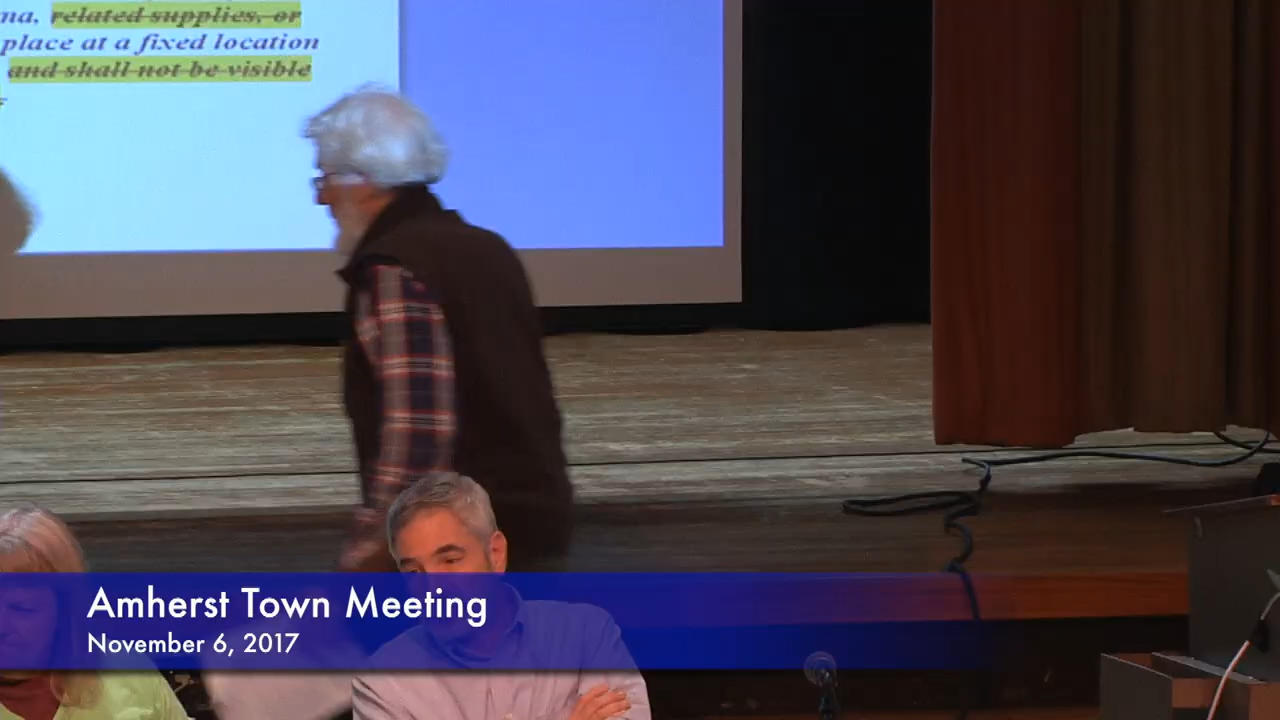 na, related supplies, or
place at a fixed location
and shall not be visible
Amherst Town Meeting
November 6, 2017